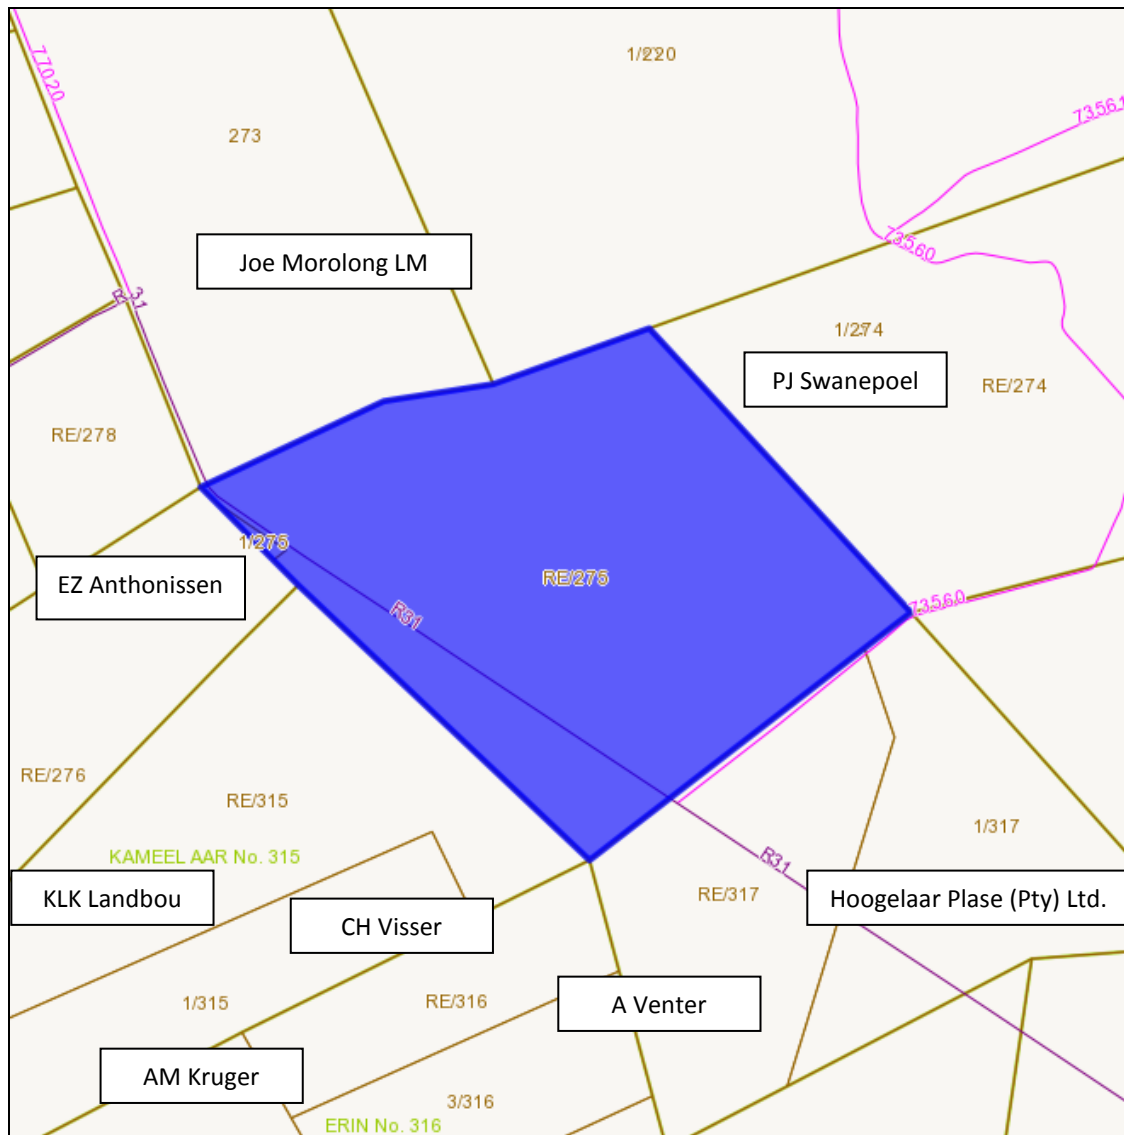 77020
1/220
73561
273
73560
Joe Morolong LM
R31
1/274
PJ Swanepoel
RE/274
RE/278
1/275
EZ Anthonissen
RE/275
73560
R31
RE/276
RE/315
1/317
KAMEEL AAR No. 315
R31
KLK Landbou
RE/317
Hoogelaar Plase (Pty) Ltd.
CH Visser
1/315
RE/316
A Venter
AM Kruger
3/316
ERIN No. 316